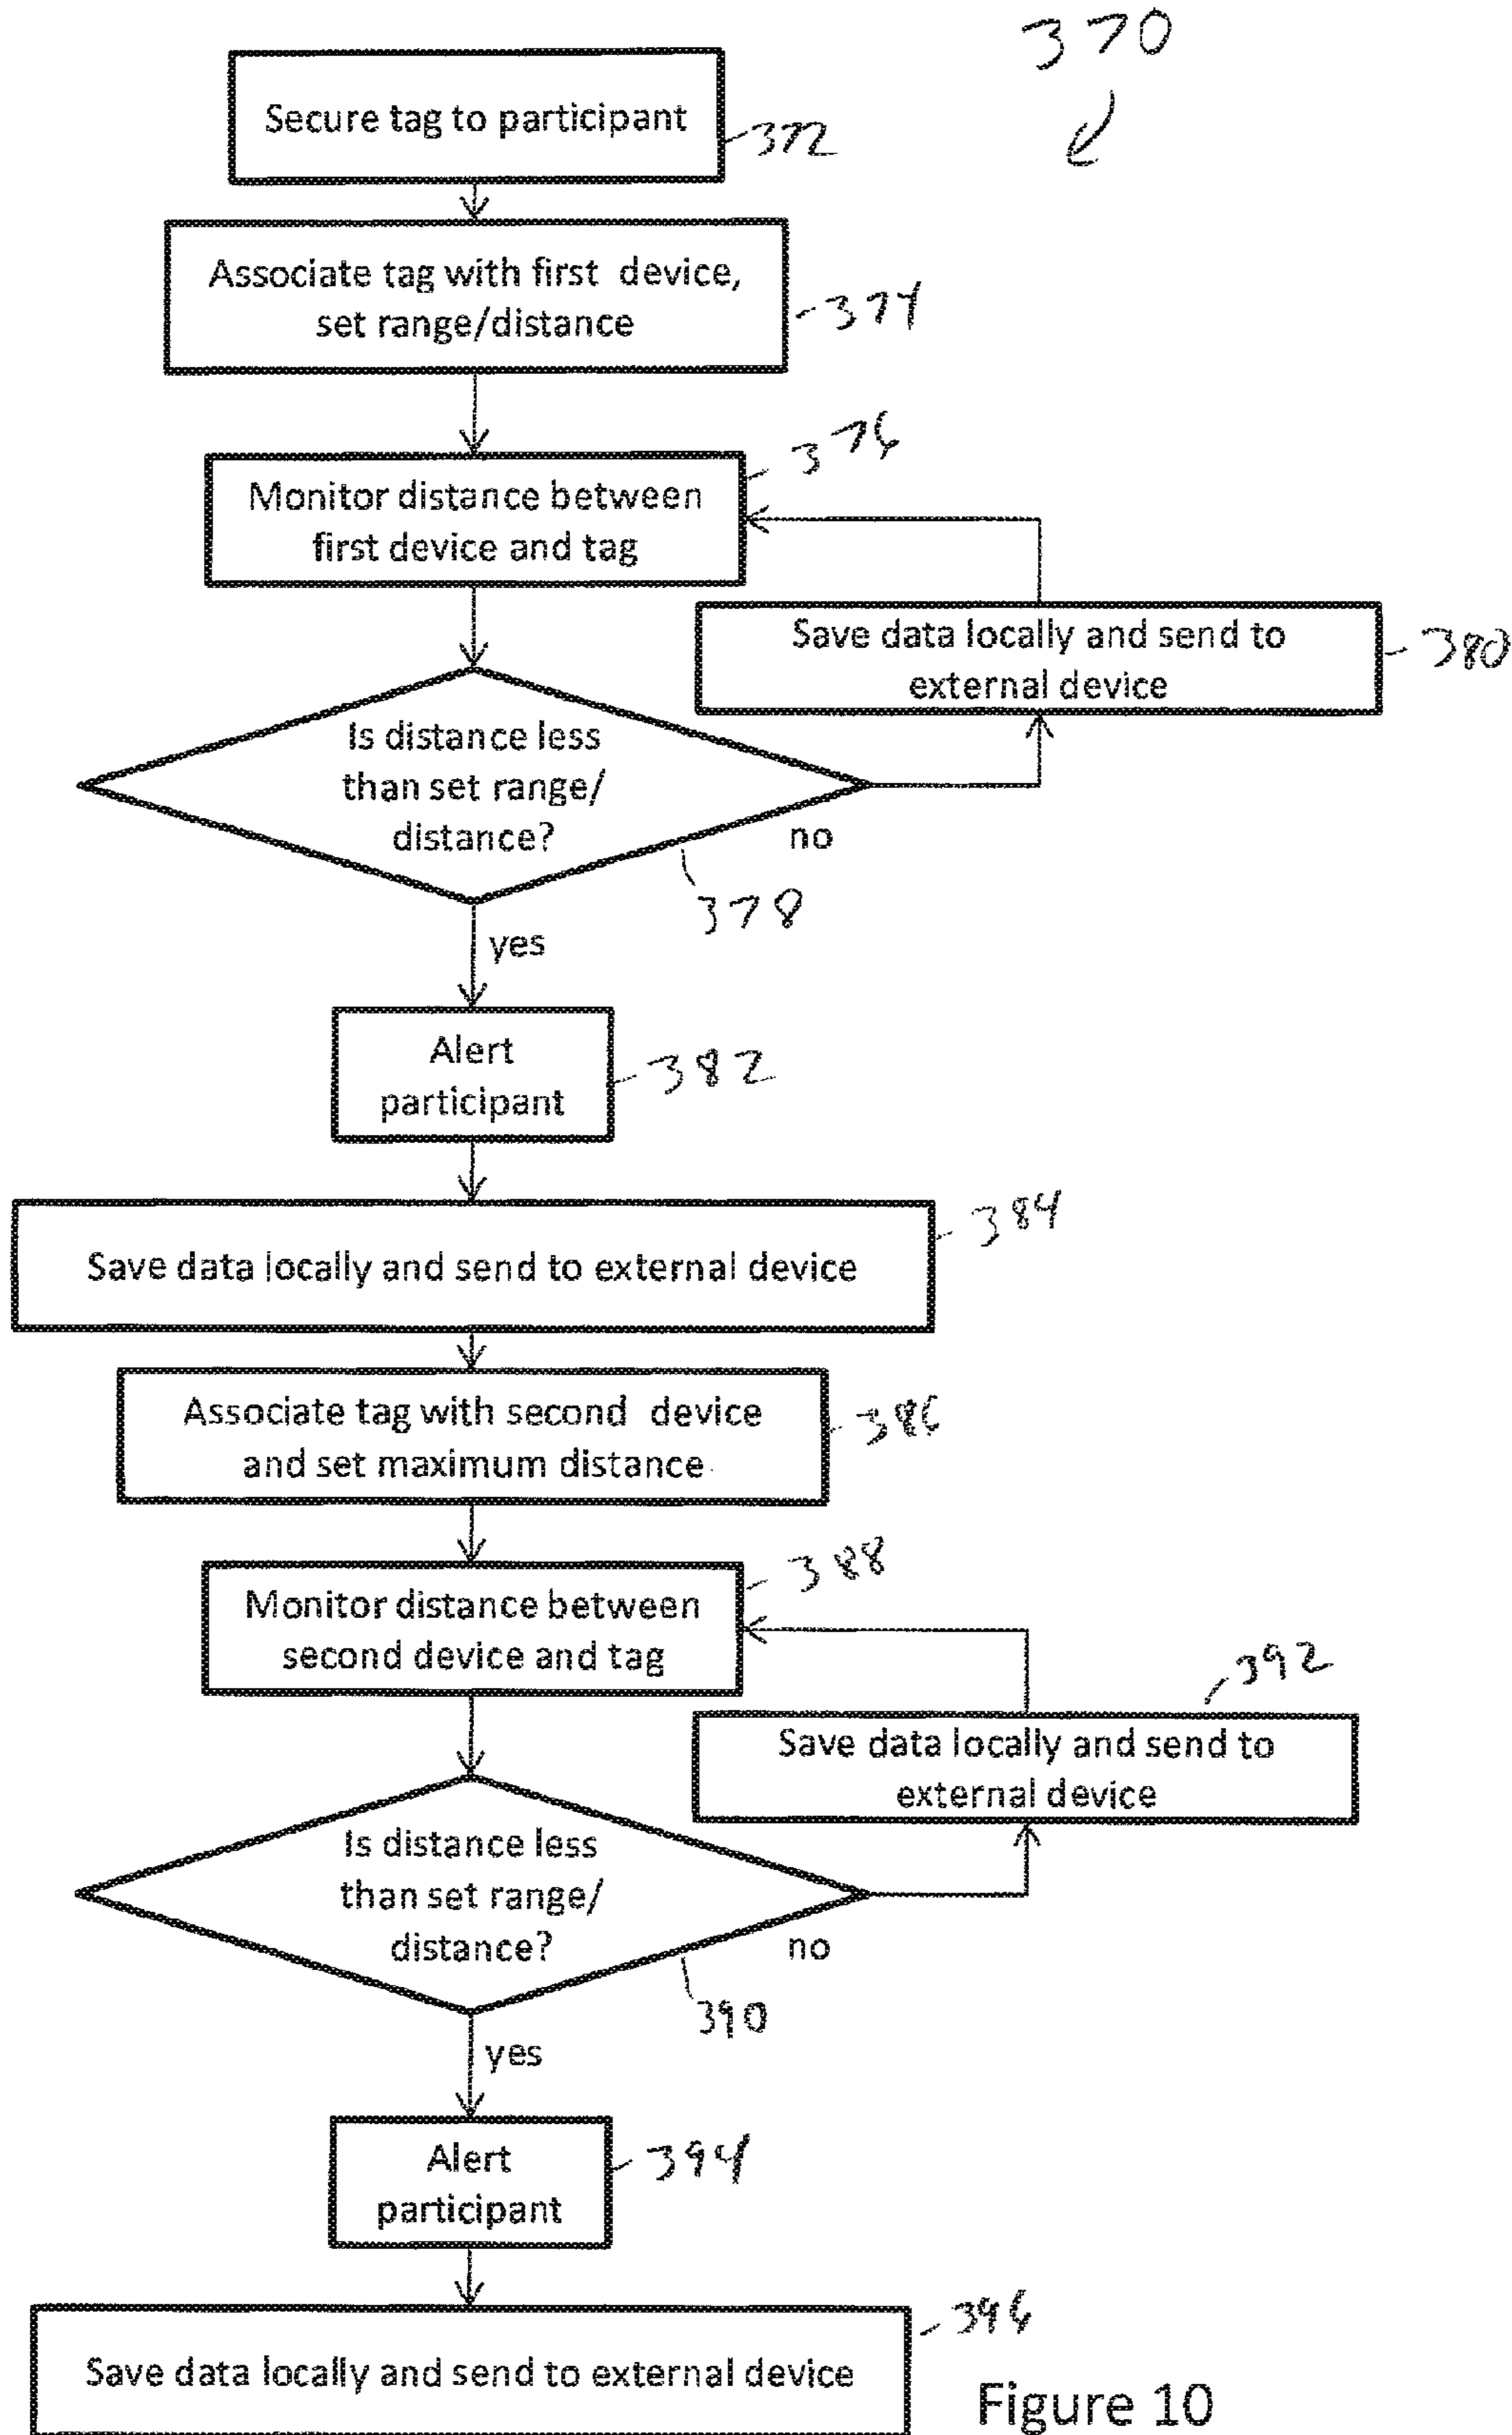 370
Secure tag to participant
372
Associate tag with first device,
set range/distance
374
376
Monitor distance between
first device and tag
Save data locally and send to
external device
380
Is distance less
than set range/
distance?
no
378
yes
Alert
participant
382
384
Save data locally and send to external device
Associate tag with second device
and set maximum distance
386
388
Monitor distance between
second device and tag
392
Save data locally and send to
external device
Is distance less
than set range/
distance?
no
390
yes
Alert
participant
394
396
Save data locally and send to external device
Figure 10